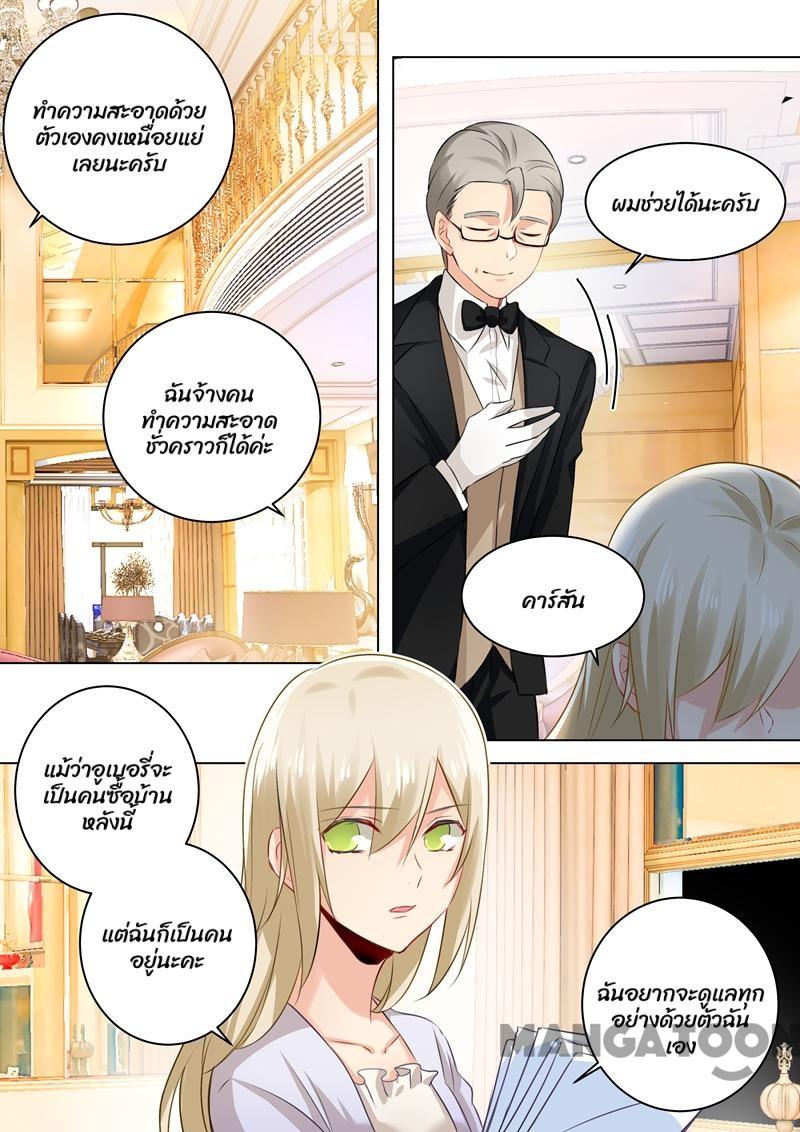 ทำความสะอาดด้วย
ตัวเองคงเหนื่อยแย่
เลยนะครับ
ผมช่วยได้นะครับ
ฉันจ้างคน
ทำความสะอาด
ชั่วคราวก็ได้ค่ะ
คาร์สัน
แม้ว่าอูเบอรี่จะ
เป็นคนซื้อบ้าน
หลังนี้
แต่ฉันก็เป็นคน
อยู่นะคะ
ฉันอยากจะดูแลทุก
อย่างด้วยตัวฉัน
เอง
MANGATOON